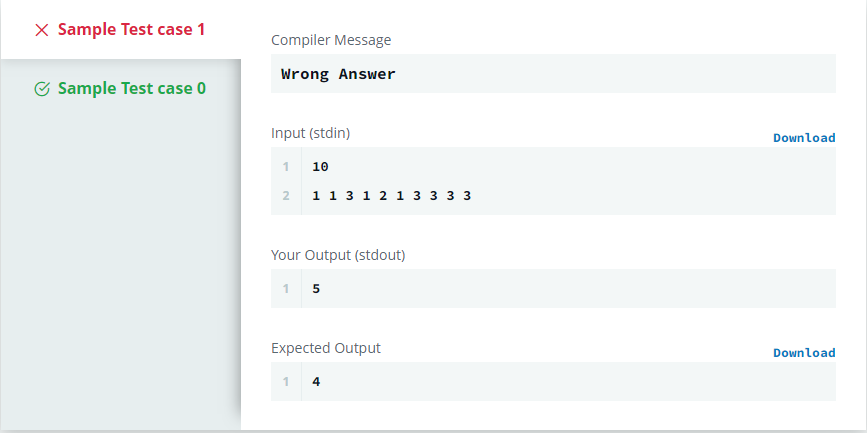 Sample Test case 1
Sample Test case 0
Compiler Message
Wrong Answer
Input (stdin)
Download
1 10
2 1 1 3 1 2 1 3 3 3 3
Your Output (stdout)
1 5
Expected Output
Download
1 4